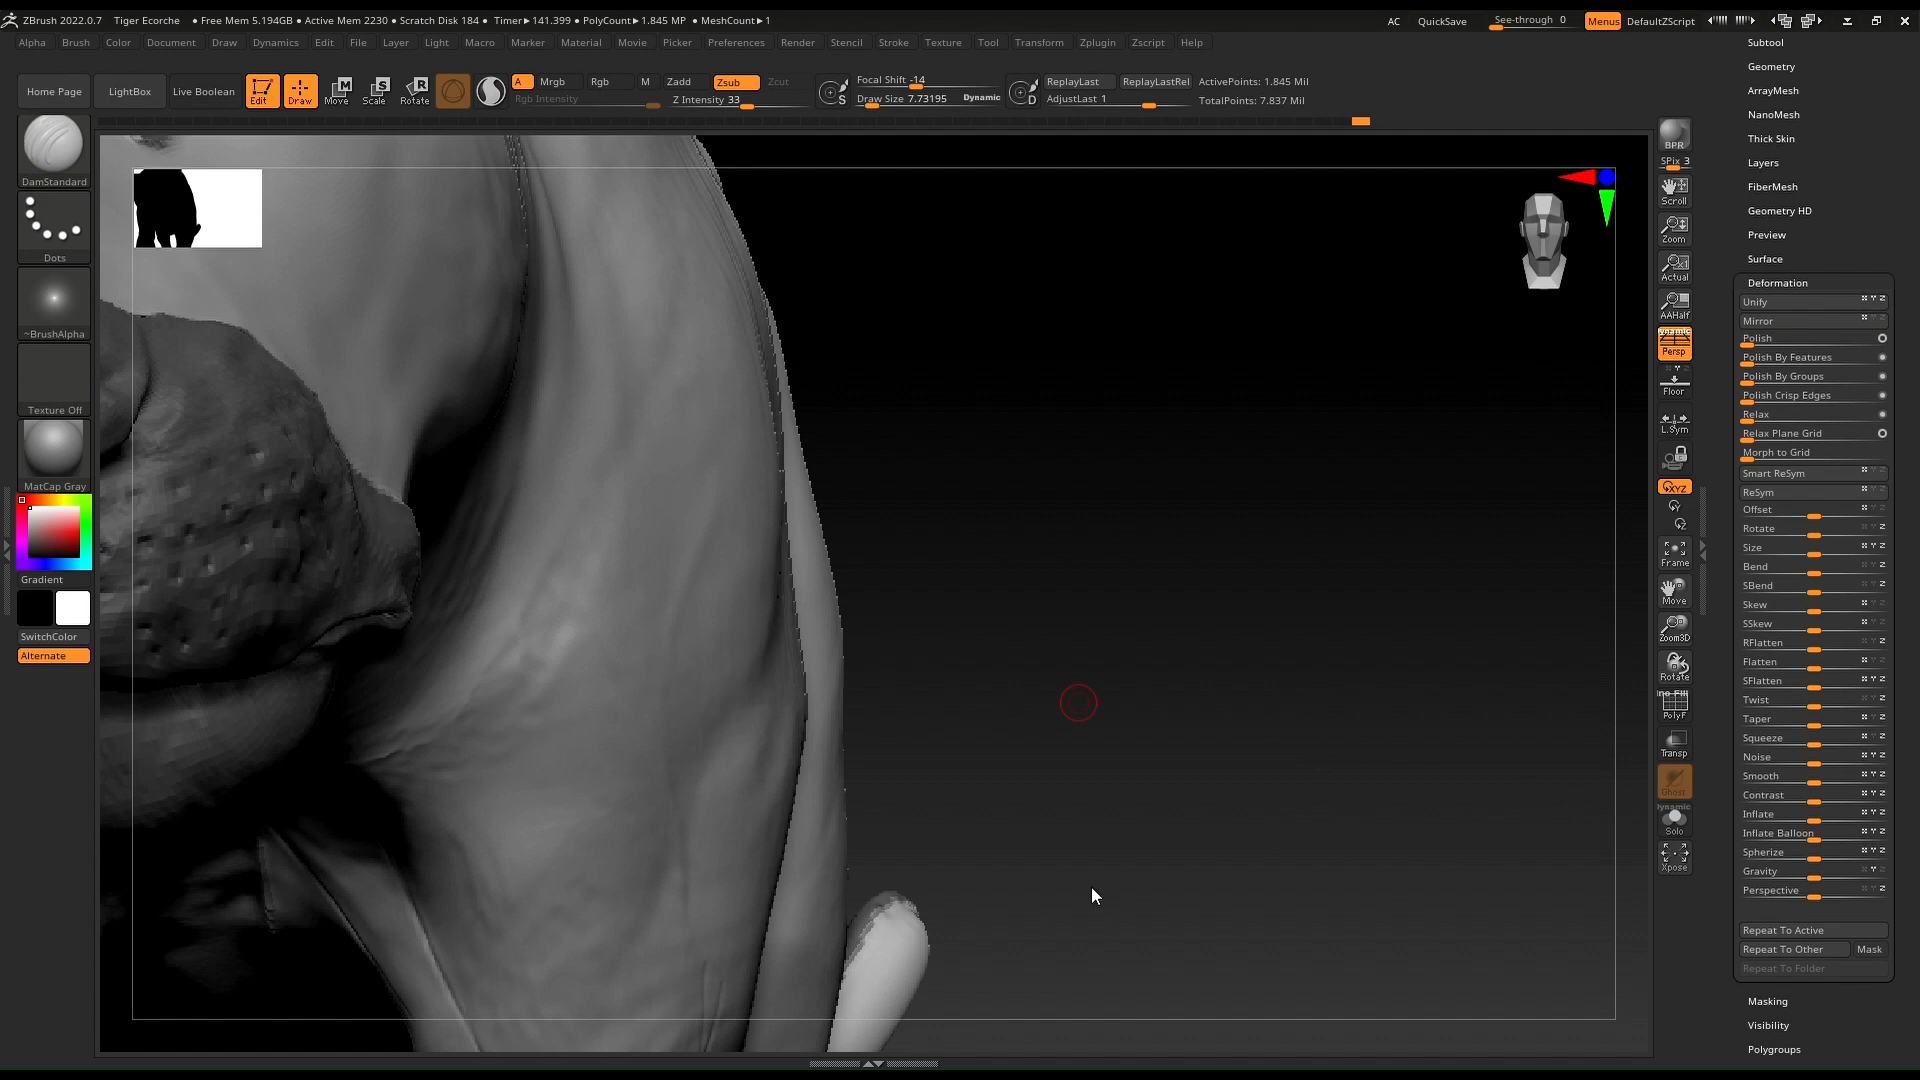 ZBrush 2022.0.7 Tiger Ecorche • Free Mem 5.194GB • Active Mem 2230 • Scratch Disk 184 • Timer▸141.399 • PolyCount▸1.845 MP • MeshCount▸1 AC QuickSave See-through 0 Menus DefaultZScript
Alpha Brush Color Document Draw Dynamics Edit File Layer Light Macro Marker Material Movie Picker Preferences Render Stencil Stroke Texture Tool Transform Zplugin Zscript Help
Home Page LightBox Live Boolean Edit Draw Move Scale Rotate A Mrgb Rgb M Zadd Zsub Zcut
Rgb Intensity Z Intensity 33
S Focal Shift -14
Draw Size 7.73195 Dynamic
D ReplayLast ReplayLastRel ActivePoints: 1.845 Mil
AdjustLast 1 TotalPoints: 7.837 Mil
DamStandard
Dots
~BrushAlpha
Texture Off
MatCap Gray
Gradient
SwitchColor
Alternate
BPR
SPix 3
Scroll
Zoom
Actual
AAHalf
Persp
Floor
L.Sym
XYZ
Y
Z
Frame
Move
Zoom3D
Rotate
PolyF
Transp
Ghost
Dynamic
Solo
Xpose
Subtool
Geometry
ArrayMesh
NanoMesh
Thick Skin
Layers
FiberMesh
Geometry HD
Preview
Surface
Deformation
Unify
Mirror
Polish
Polish By Features
Polish By Groups
Polish Crisp Edges
Relax
Relax Plane Grid
Morph to Grid
Smart ReSym
ReSym
Offset
Rotate
Size
Bend
SBend
Skew
SSkew
RFlatten
Flatten
SFlatten
Twist
Taper
Squeeze
Noise
Smooth
Contrast
Inflate
Inflate Balloon
Spherize
Gravity
Perspective
Repeat To Active
Repeat To Other Mask
Repeat To Folder
Masking
Visibility
Polygroups